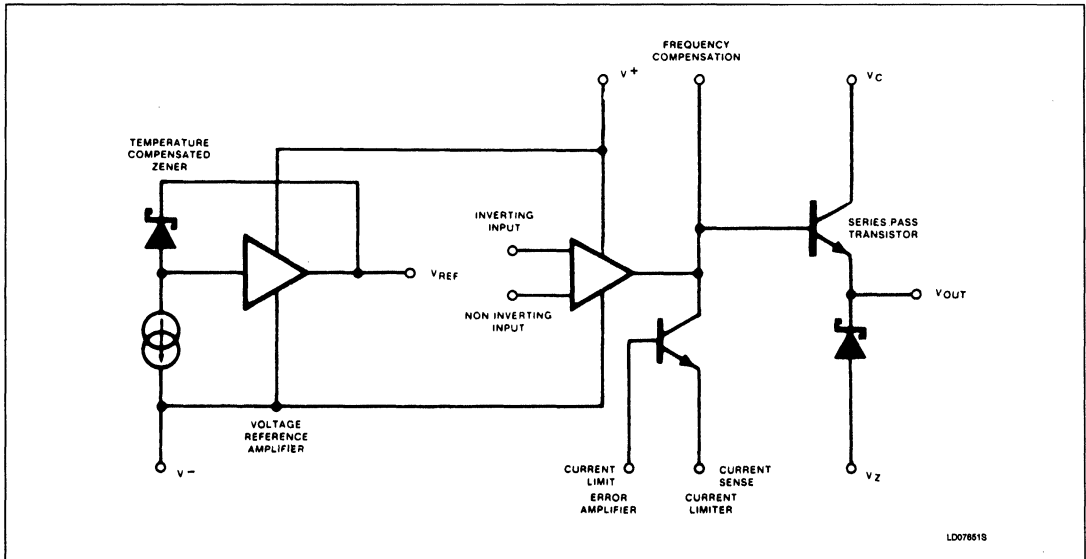 FREQUENCY
COMPENSATION
V+
VC
TEMPERATURE
COMPENSATED
ZENER
INVERTING
INPUT
SERIES PASS
TRANSISTOR
VREF
VOUT
NON INVERTING
INPUT
VOLTAGE
REFERENCE
AMPLIFIER
V-
CURRENT
LIMIT
ERROR
AMPLIFIER
CURRENT
SENSE
CURRENT
LIMITER
VZ
LD07651S